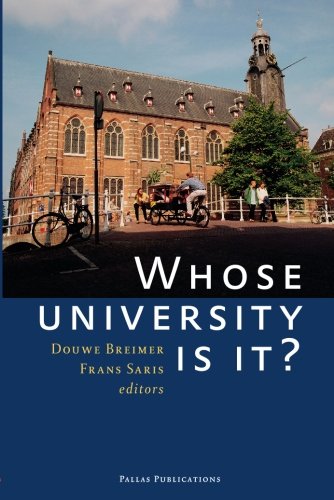 WHOSE
UNIVERSITY
DOUWE BREIMER
IS IT?
FRANS SARIS
editors
PALLAS PUBLICATIONS